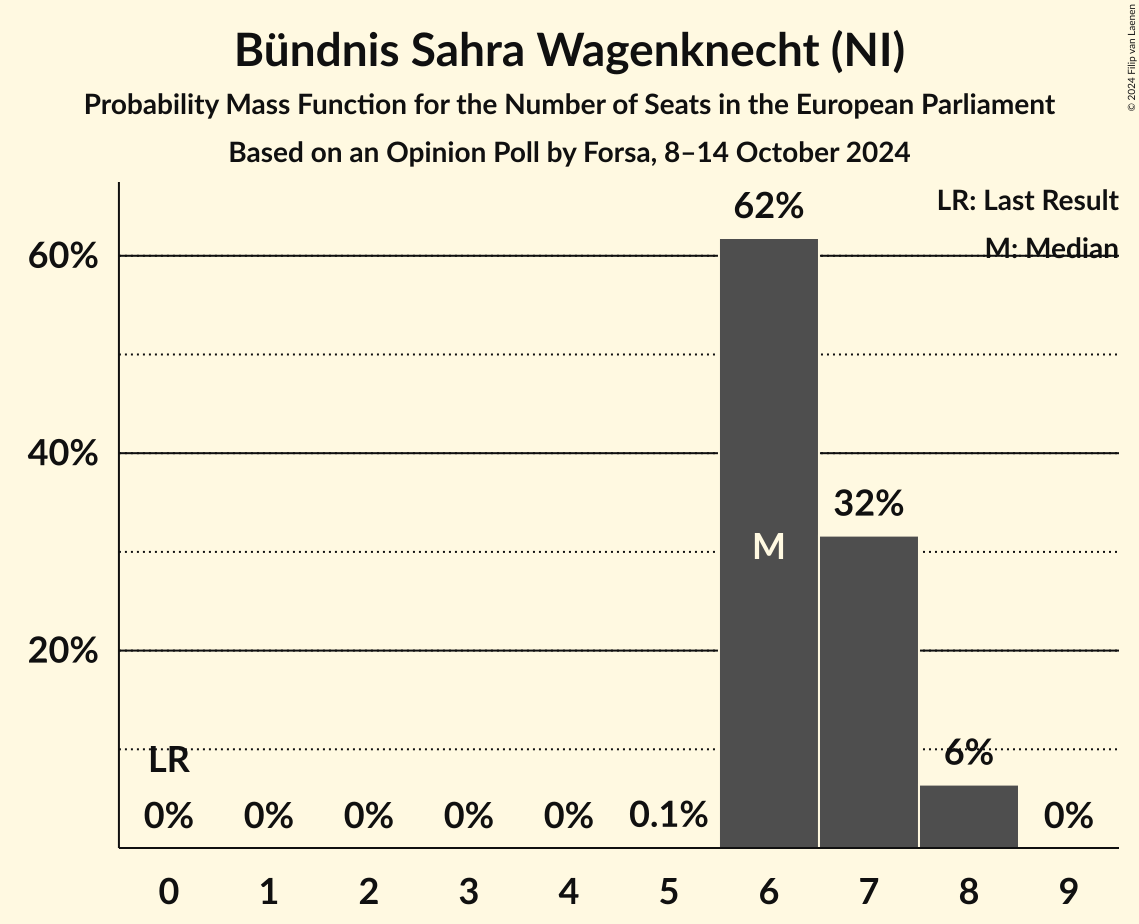 Bündnis Sahra Wagenknecht (NI)
Probability Mass Function for the Number of Seats in the European Parliament
Based on an Opinion Poll by Forsa, 8–14 October 2024
© 2024 Filip van Laenen
LR: Last Result
M: Median
60%
40%
20%
62%
32%
M
LR
6%
0% 0% 0% 0% 0% 0.1% 0%
0 1 2 3 4 5 6 7 8 9